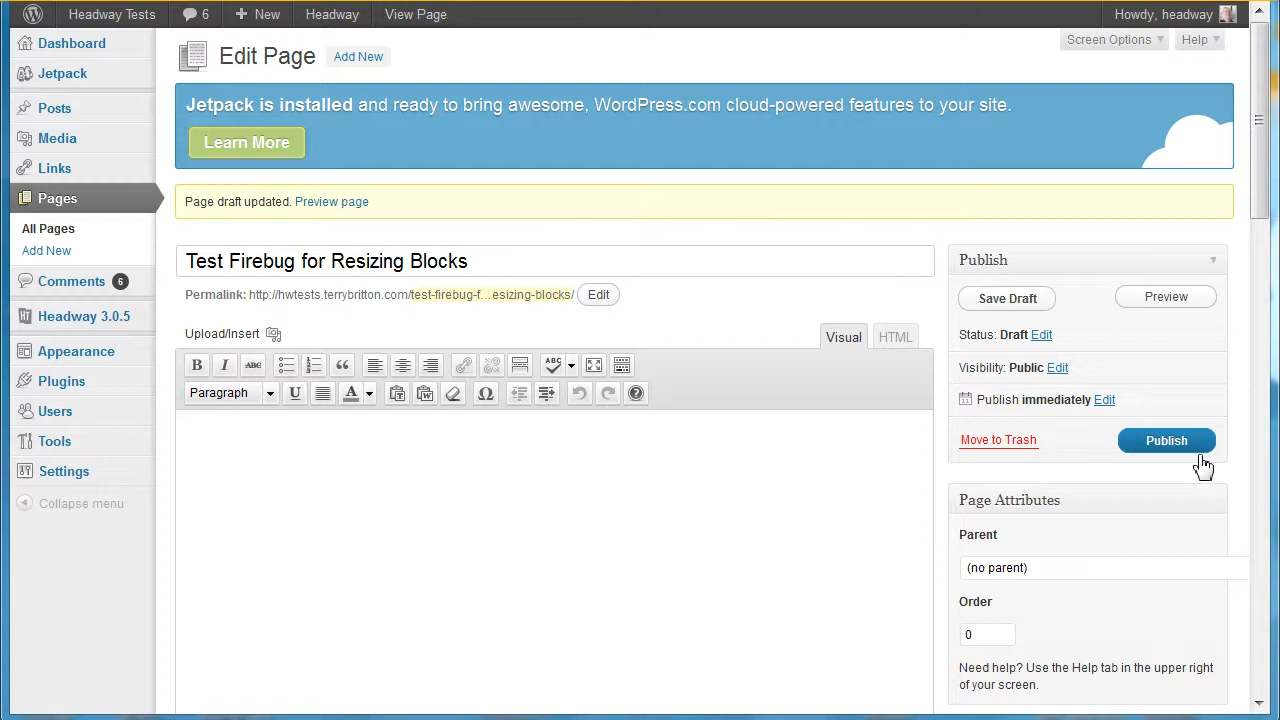 Headway Tests 6 New Headway View Page Howdy, headway
Dashboard
Jetpack
Posts
Media
Links
Pages
All Pages
Add New
Comments 6
Headway 3.0.5
Appearance
Plugins
Users
Tools
Settings
Collapse menu
Screen Options Help
Edit Page Add New
Jetpack is installed and ready to bring awesome, WordPress.com cloud-powered features to your site.
Learn More
Page draft updated. Preview page
Test Firebug for Resizing Blocks
Permalink: http://hwtests.terrybritton.com/test-firebug-f...esizing-blocks/ Edit
Upload/Insert
Visual HTML
B I ABC ABC
Paragraph U A Ω
Publish
Save Draft Preview
Status: Draft Edit
Visibility: Public Edit
Publish immediately Edit
Move to Trash Publish
Page Attributes
Parent
(no parent)
Order
0
Need help? Use the Help tab in the upper right
of your screen.